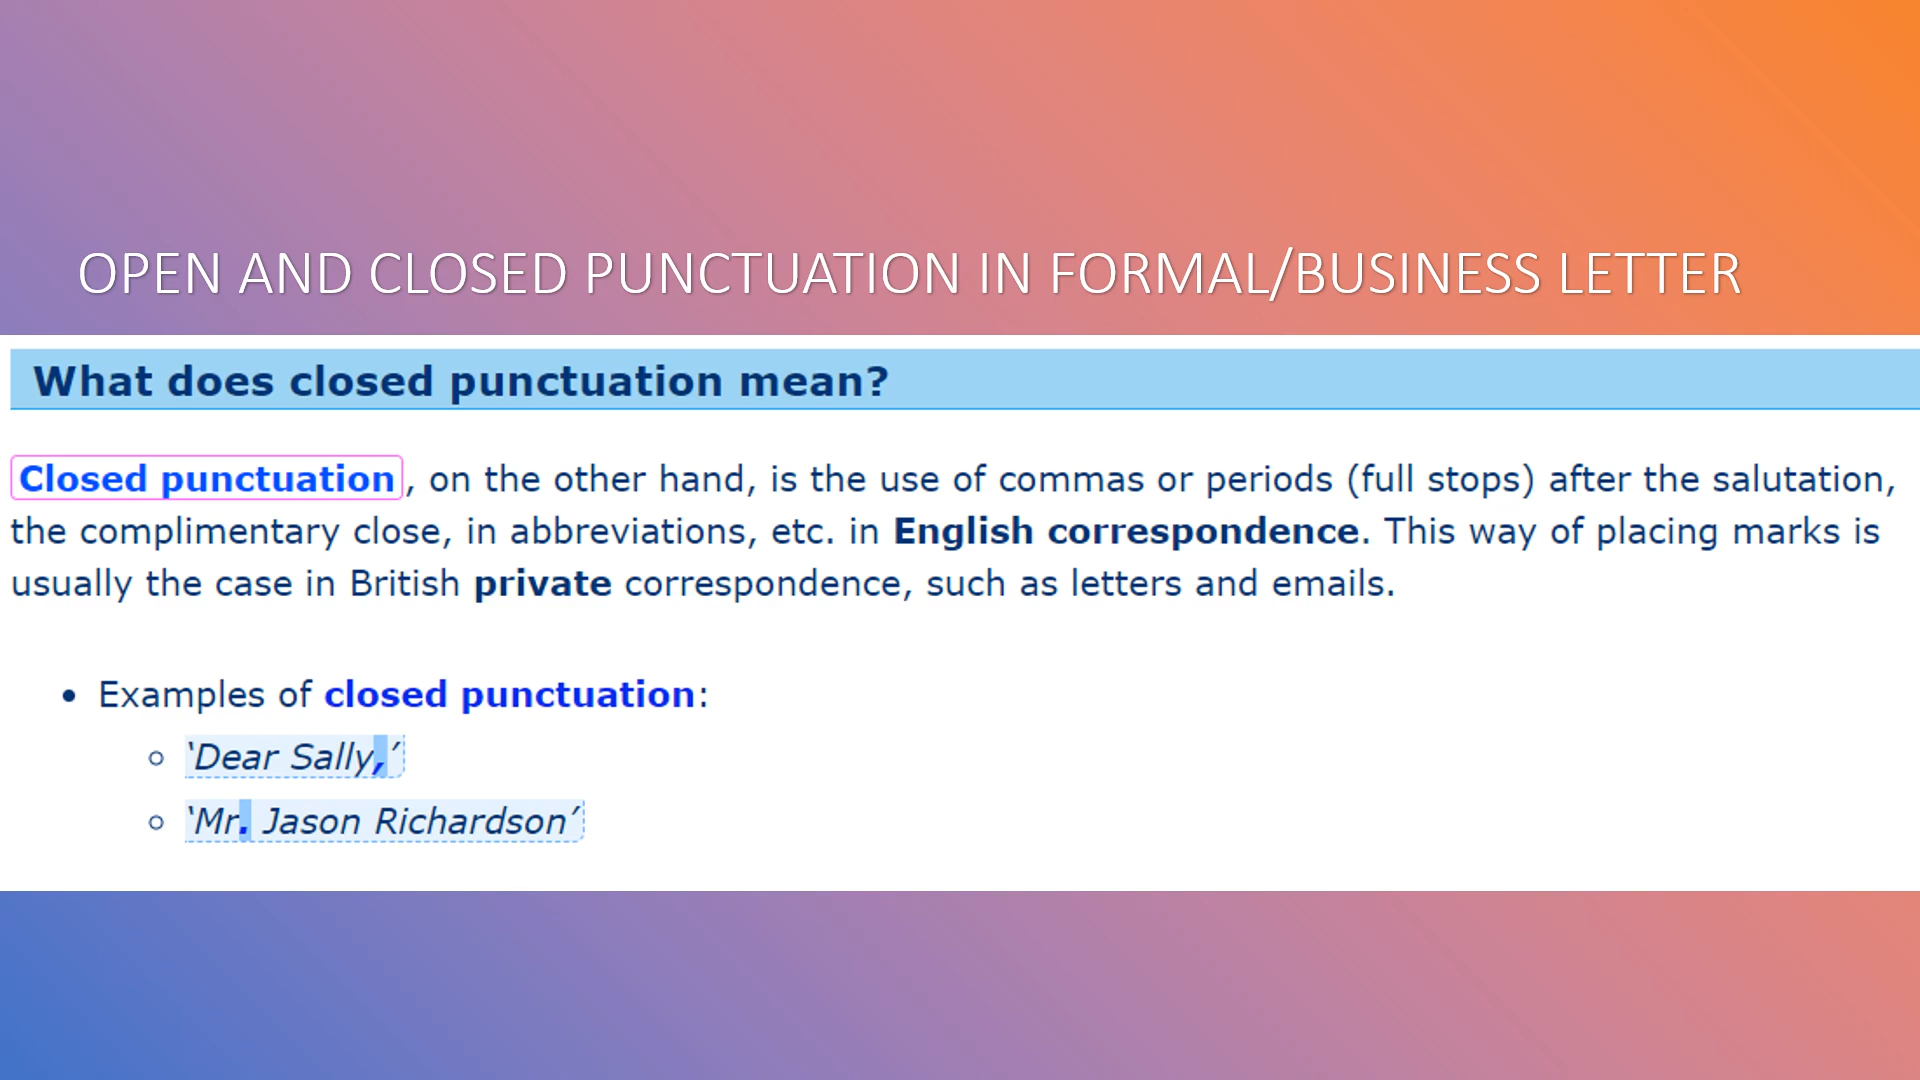 OPEN AND CLOSED PUNCTUATION IN FORMAL/BUSINESS LETTER
What does closed punctuation mean?
Closed punctuation, on the other hand, is the use of commas or periods (full stops) after the salutation,
the complimentary close, in abbreviations, etc. in English correspondence. This way of placing marks is
usually the case in British private correspondence, such as letters and emails.
• Examples of closed punctuation:
○ ‘Dear Sally,’
○ ‘Mr. Jason Richardson’